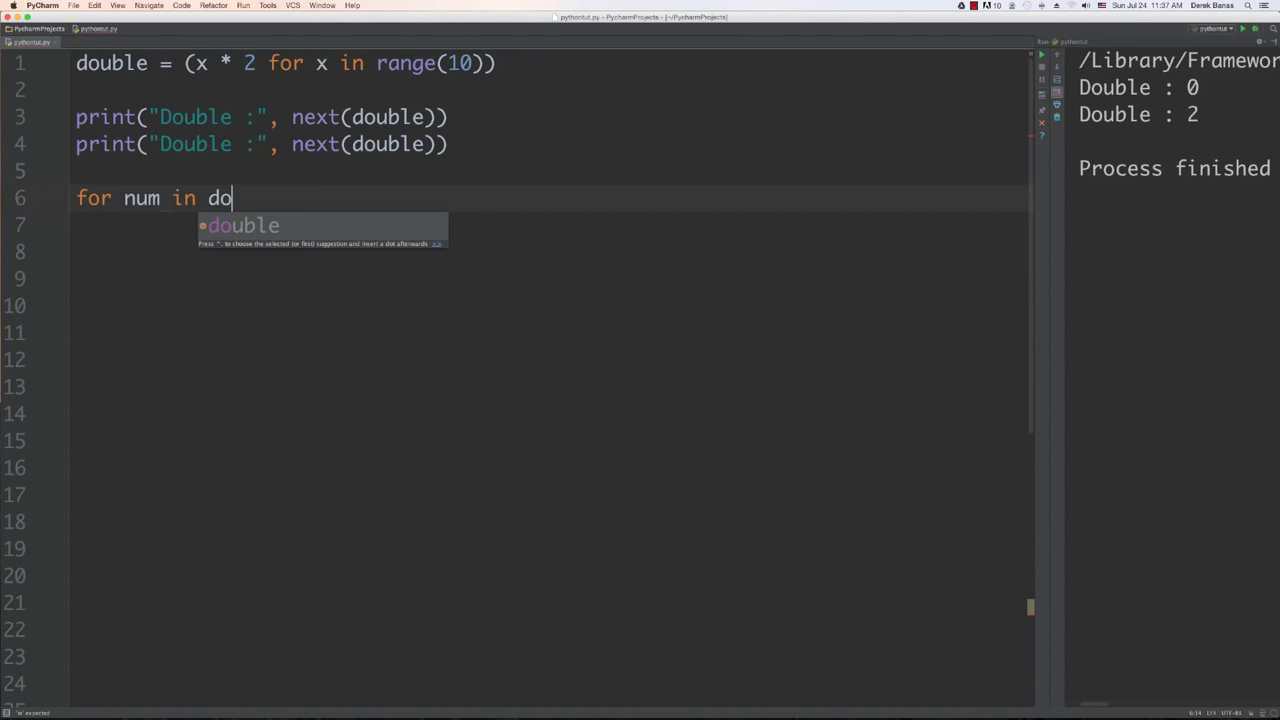 PyCharm File Edit View Navigate Code Refactor Run Tools VCS Window Help
10 Sun Jul 24 11:37 AM Derek Banas
pythontut.py - PycharmProjects - [~/PycharmProjects]
PycharmProjects pythontut.py
pythontut
pythontut.py
Run pythontut
1 double = (x * 2 for x in range(10))
2
3 print("Double :", next(double))
4 print("Double :", next(double))
5
6 for num in do
double
7
Press ^. to choose the selected (or first) suggestion and insert a dot afterwards >>
8
9
10
11
12
13
14
15
16
17
18
19
20
21
22
23
24
/Library/Framewor
Double : 0
Double : 2
Process finished
6:14 LF UTF-8